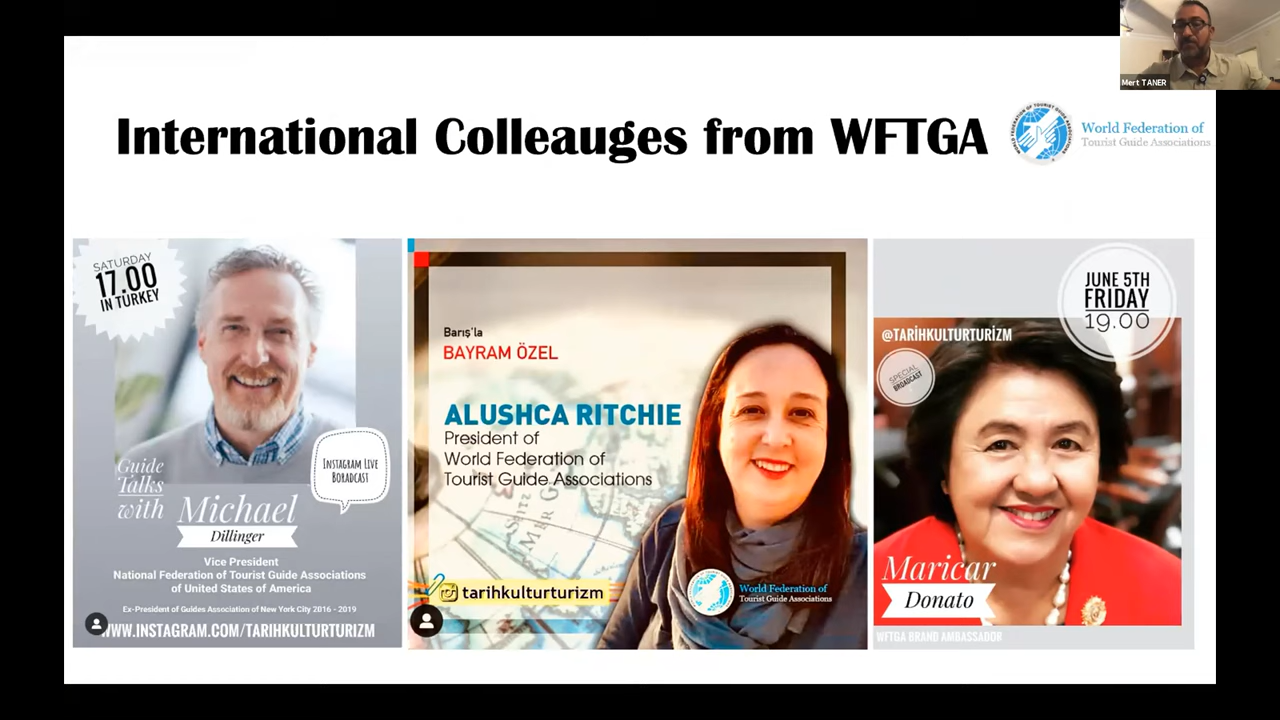 Mert TANER
International Colleauges from WFTGA
World Federation of
Tourist Guide Associations
SATURDAY
17.00
IN TURKEY
Guide
Talks
with
Michael
Dillinger
INSTAGRAM LIVE
BORADCAST
Vice President
National Federation of Tourist Guide Associations
of United States of America
Ex-President of Guides Association of New York City 2016 - 2019
WWW.INSTAGRAM.COM/TARIHKULTURTURIZM
Barış'la
BAYRAM ÖZEL
ALUSHCA RITCHIE
President of
World Federation of
Tourist Guide Associations
tarihkulturturizm
World Federation of
Tourist Guide Associations
JUNE 5TH
FRIDAY
19.00
@TARİHKULTURTURİZM
SPECIAL
BROADCAST
Maricar
Donato
WFTGA BRAND AMBASSADOR